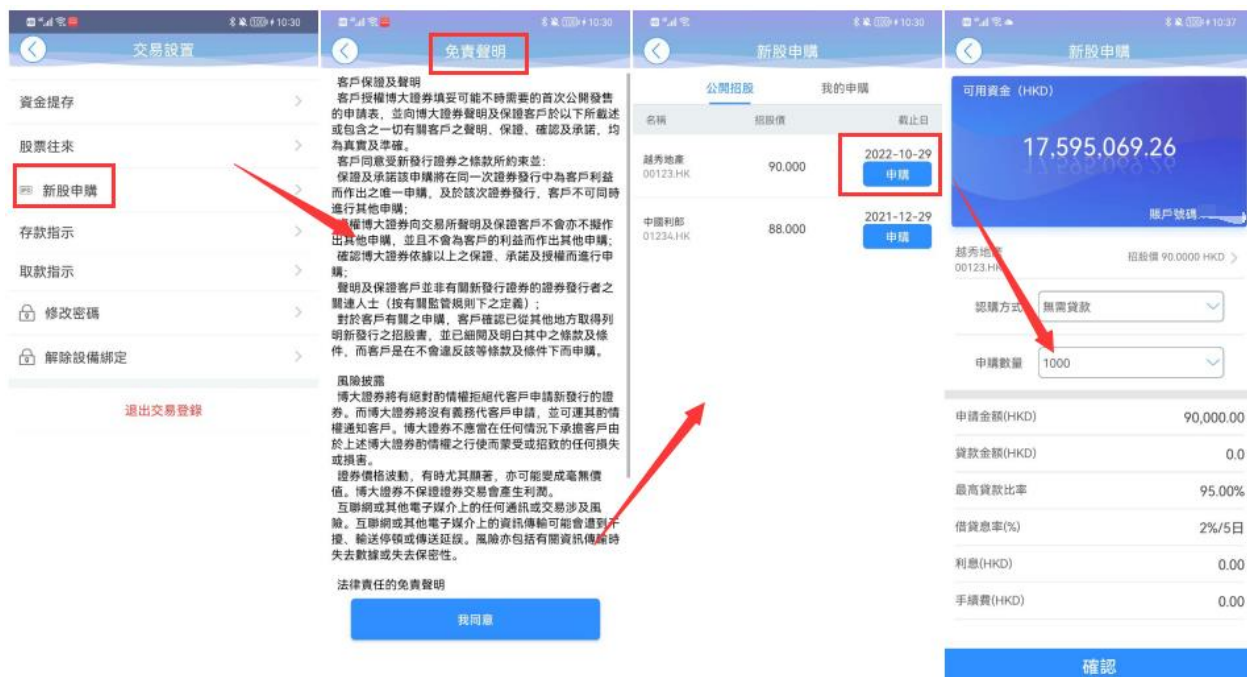 10:30
交易設置
資金提存
股票往來
新股申購
存款指示
取款指示
修改密碼
解除設備綁定
退出交易登錄
10:30
免責聲明
客戶保證及聲明
客戶授權博大證券填妥可能不時需要的首次公開發售
的申請表，並向博大證券聲明及保證客戶於以下所載述
或包含之一切有關客戶之聲明、保證、確認及承諾，均
為真實及準確。
客戶同意受新發行證券之條款所約束並：
保證及承諾該申購將在同一次證券發行中為客戶利益
而作出之唯一申購，及於該次證券發行，客戶不可同時
進行其他申購；
權博大證券向交易所聲明及保證客戶不會亦不擬作
出其他申購，並且不會為客戶的利益而作出其他申購；
確認博大證券依據以上之保證、承諾及授權而進行申
購；
聲明及保證客戶並非有關新發行證券的證券發行者之
關連人士（按有關監管規則下之定義）；
對於客戶有關之申購，客戶確認已從其他地方取得列
明新發行之招股書，並已細閱及明白其中之條款及條
件，而客戶是在不會違反該等條款及條件下而申購。
風險披露
博大證券將有絕對酌情權拒絕代客戶申請新發行的證
券。而博大證券將沒有義務代客戶申請，並可運其酌情
權通知客戶。博大證券不應當在任何情況下承擔客戶由
於上述博大證券酌情權之行使而蒙受或招致的任何損失
或損害。
證券價格波動，有時尤其顯著，亦可能變成毫無價
值。博大證券不保證證券交易會產生利潤。
互聯網或其他電子媒介上的任何通訊或交易涉及風
險。互聯網或其他電子媒介上的資訊傳輸可能會遭到干
擾、輸送停頓或傳送延誤。風險亦包括有關資訊傳輸時
失去數據或失去保密性。
法律責任的免責聲明
我同意
10:30
新股申購
公開招股 我的申購
名稱 招股價 截止日
越秀地產 90.000 2022-10-29
00123.HK 申購
中國利郎 88.000 2021-12-29
01234.HK 申購
10:37
新股申購
可用資金（HKD）
17,595,069.26
賬戶號碼
越秀地產 招股價 90.0000 HKD
00123.HK
認購方式 無需貸款
申購數量 1000
申請金額(HKD) 90,000.00
貸款金額(HKD) 0.0
最高貸款比率 95.00%
借貸息率(%) 2%/5日
利息(HKD) 0.00
手續費(HKD) 0.00
確認